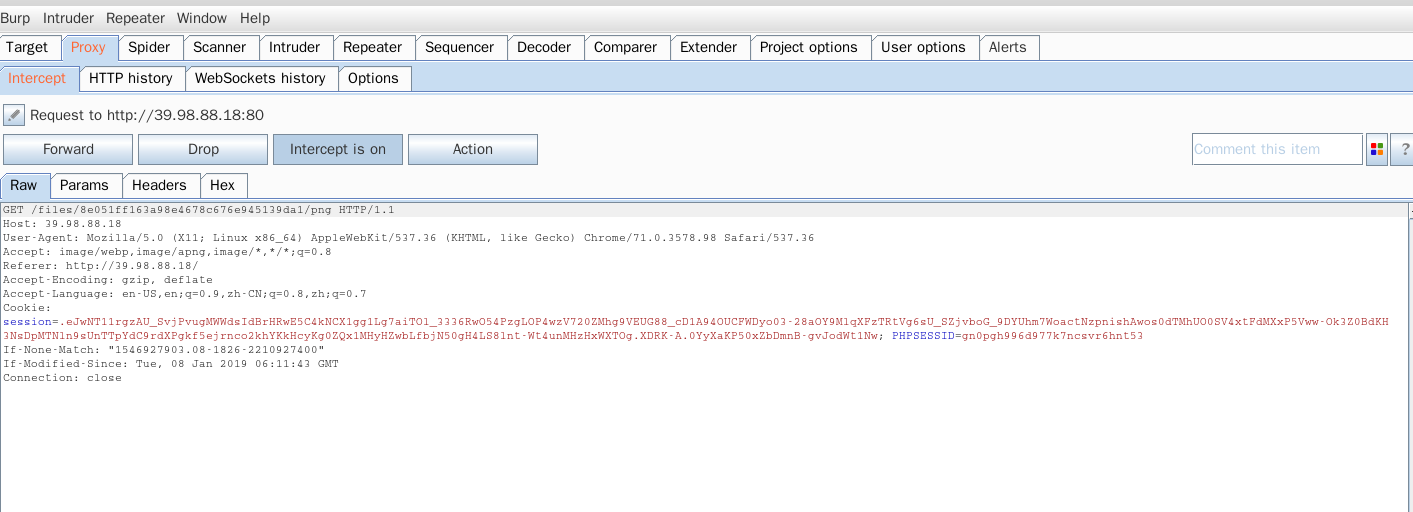 Burp Intruder Repeater Window Help
Target Proxy Spider Scanner Intruder Repeater Sequencer Decoder Comparer Extender Project options User options Alerts
Intercept HTTP history WebSockets history Options
Request to http://39.98.88.18:80
Forward Drop Intercept is on Action Comment this item ?
Raw Params Headers Hex
GET /files/8e051ff163a98e4678c676e945139da1/png HTTP/1.1
Host: 39.98.88.18
User-Agent: Mozilla/5.0 (X11; Linux x86_64) AppleWebKit/537.36 (KHTML, like Gecko) Chrome/71.0.3578.98 Safari/537.36
Accept: image/webp,image/apng,image/*,*/*;q=0.8
Referer: http://39.98.88.18/
Accept-Encoding: gzip, deflate
Accept-Language: en-US,en;q=0.9,zh-CN;q=0.8,zh;q=0.7
Cookie:
session=.eJwNT11rgzAU_SvjPvugMWWdsIdBrHRwE5C4kNCX1gg1Lg7aiTO1_3336RwO54PzgLOP4wzV720ZMhg9VEUG88_cD1A94OUCFWDyo03-28aOY9M1qXFzTRtVg6sU_SZjvboG_9DYUhm7WoactNzpnishAwos0dTMhUO0SV4xtFdMXxP5Vww-Ok3Z0BdKH
3NsDpMTN1n9sUnTTpYdC9rdXPgkf5ejrnco2khYKkHcyKg0ZQx1MHyHZwbLfbjN50gH4LS81nt-Wt4unMHzHxWXTOg.XDRK-A.0YyXaKP50xZbDmnB-gvJodWt1Nw; PHPSESSID=gn0pgh996d977k7ncsvr6hnt53
If-None-Match: "1546927903.08-1826-2210927400"
If-Modified-Since: Tue, 08 Jan 2019 06:11:43 GMT
Connection: close